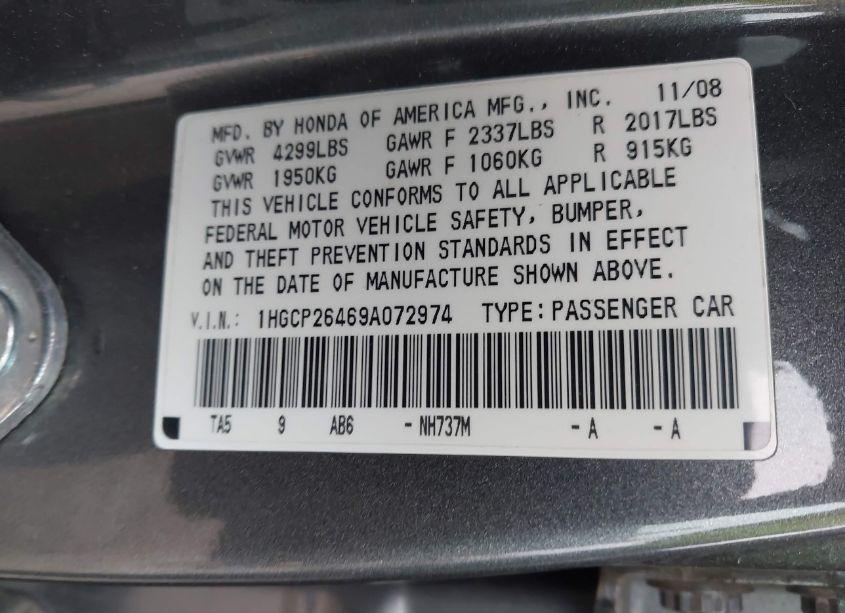 MFD. BY HONDA OF AMERICA MFG., INC. 11/08
GVWR 4299LBS GAWR F 2337LBS R 2017LBS
GVWR 1950KG GAWR F 1060KG R 915KG
THIS VEHICLE CONFORMS TO ALL APPLICABLE
FEDERAL MOTOR VEHICLE SAFETY, BUMPER,
AND THEFT PREVENTION STANDARDS IN EFFECT
ON THE DATE OF MANUFACTURE SHOWN ABOVE.
V.I.N.: 1HGCP26469A072974 TYPE: PASSENGER CAR
TA5 9 AB6 - NH737M - A - A